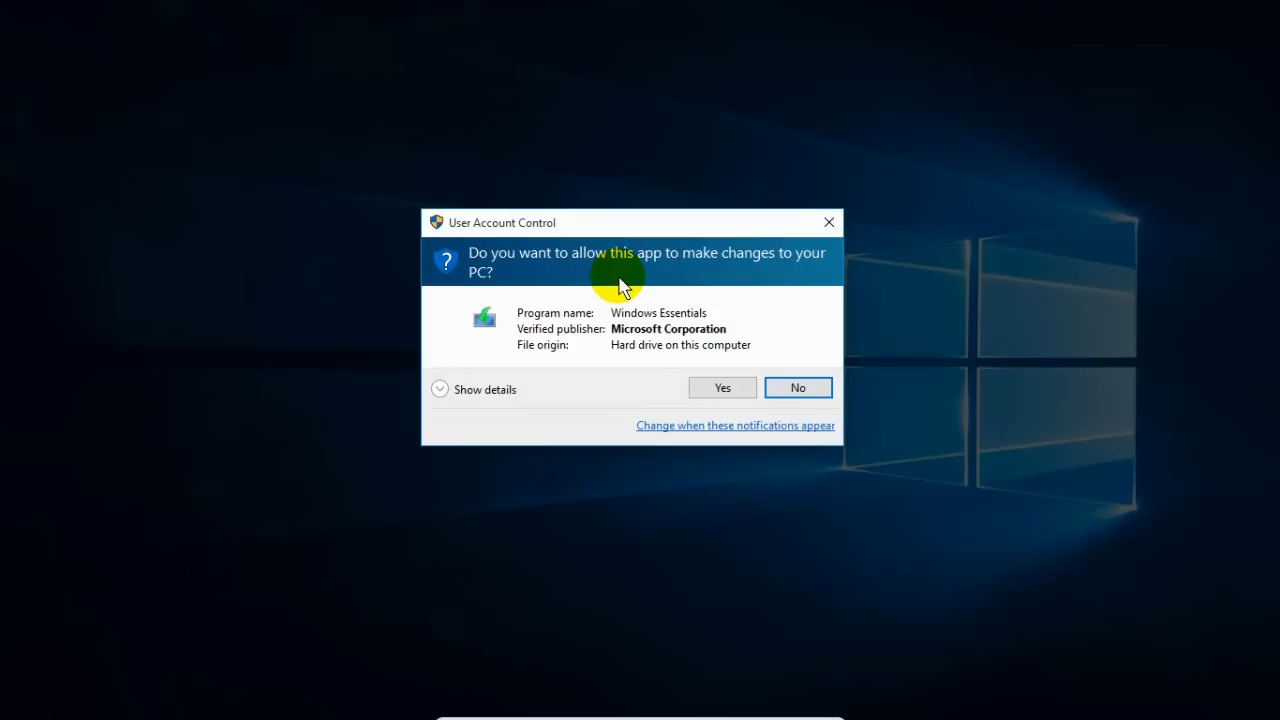 User Account Control
Do you want to allow this app to make changes to your
PC?
Program name: Windows Essentials
Verified publisher: Microsoft Corporation
File origin: Hard drive on this computer
Show details
Yes
No
Change when these notifications appear